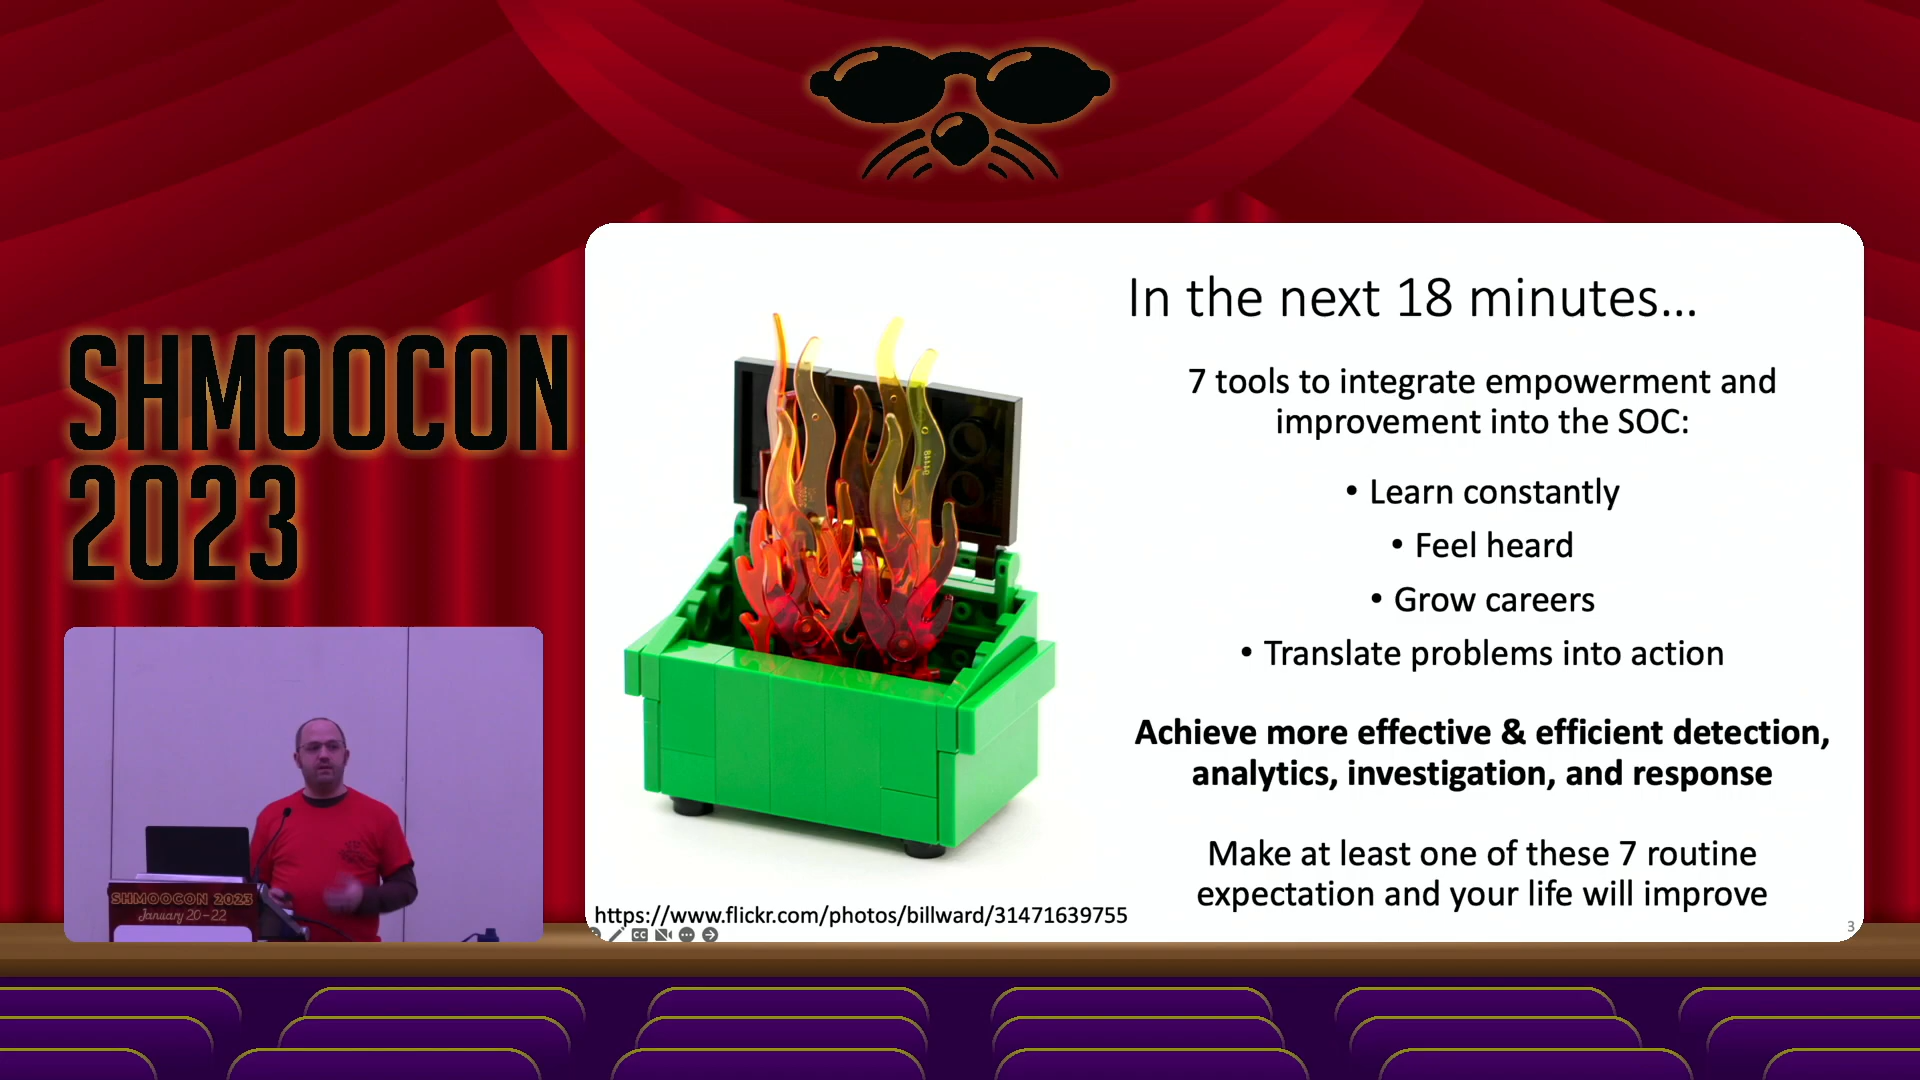 SHMOOCON
2023
In the next 18 minutes...
7 tools to integrate empowerment and
improvement into the SOC:
• Learn constantly
• Feel heard
• Grow careers
• Translate problems into action
Achieve more effective & efficient detection,
analytics, investigation, and response
Make at least one of these 7 routine
expectation and your life will improve
https://www.flickr.com/photos/billward/31471639755
CC
3
SHMOOCON 2023
January 20-22